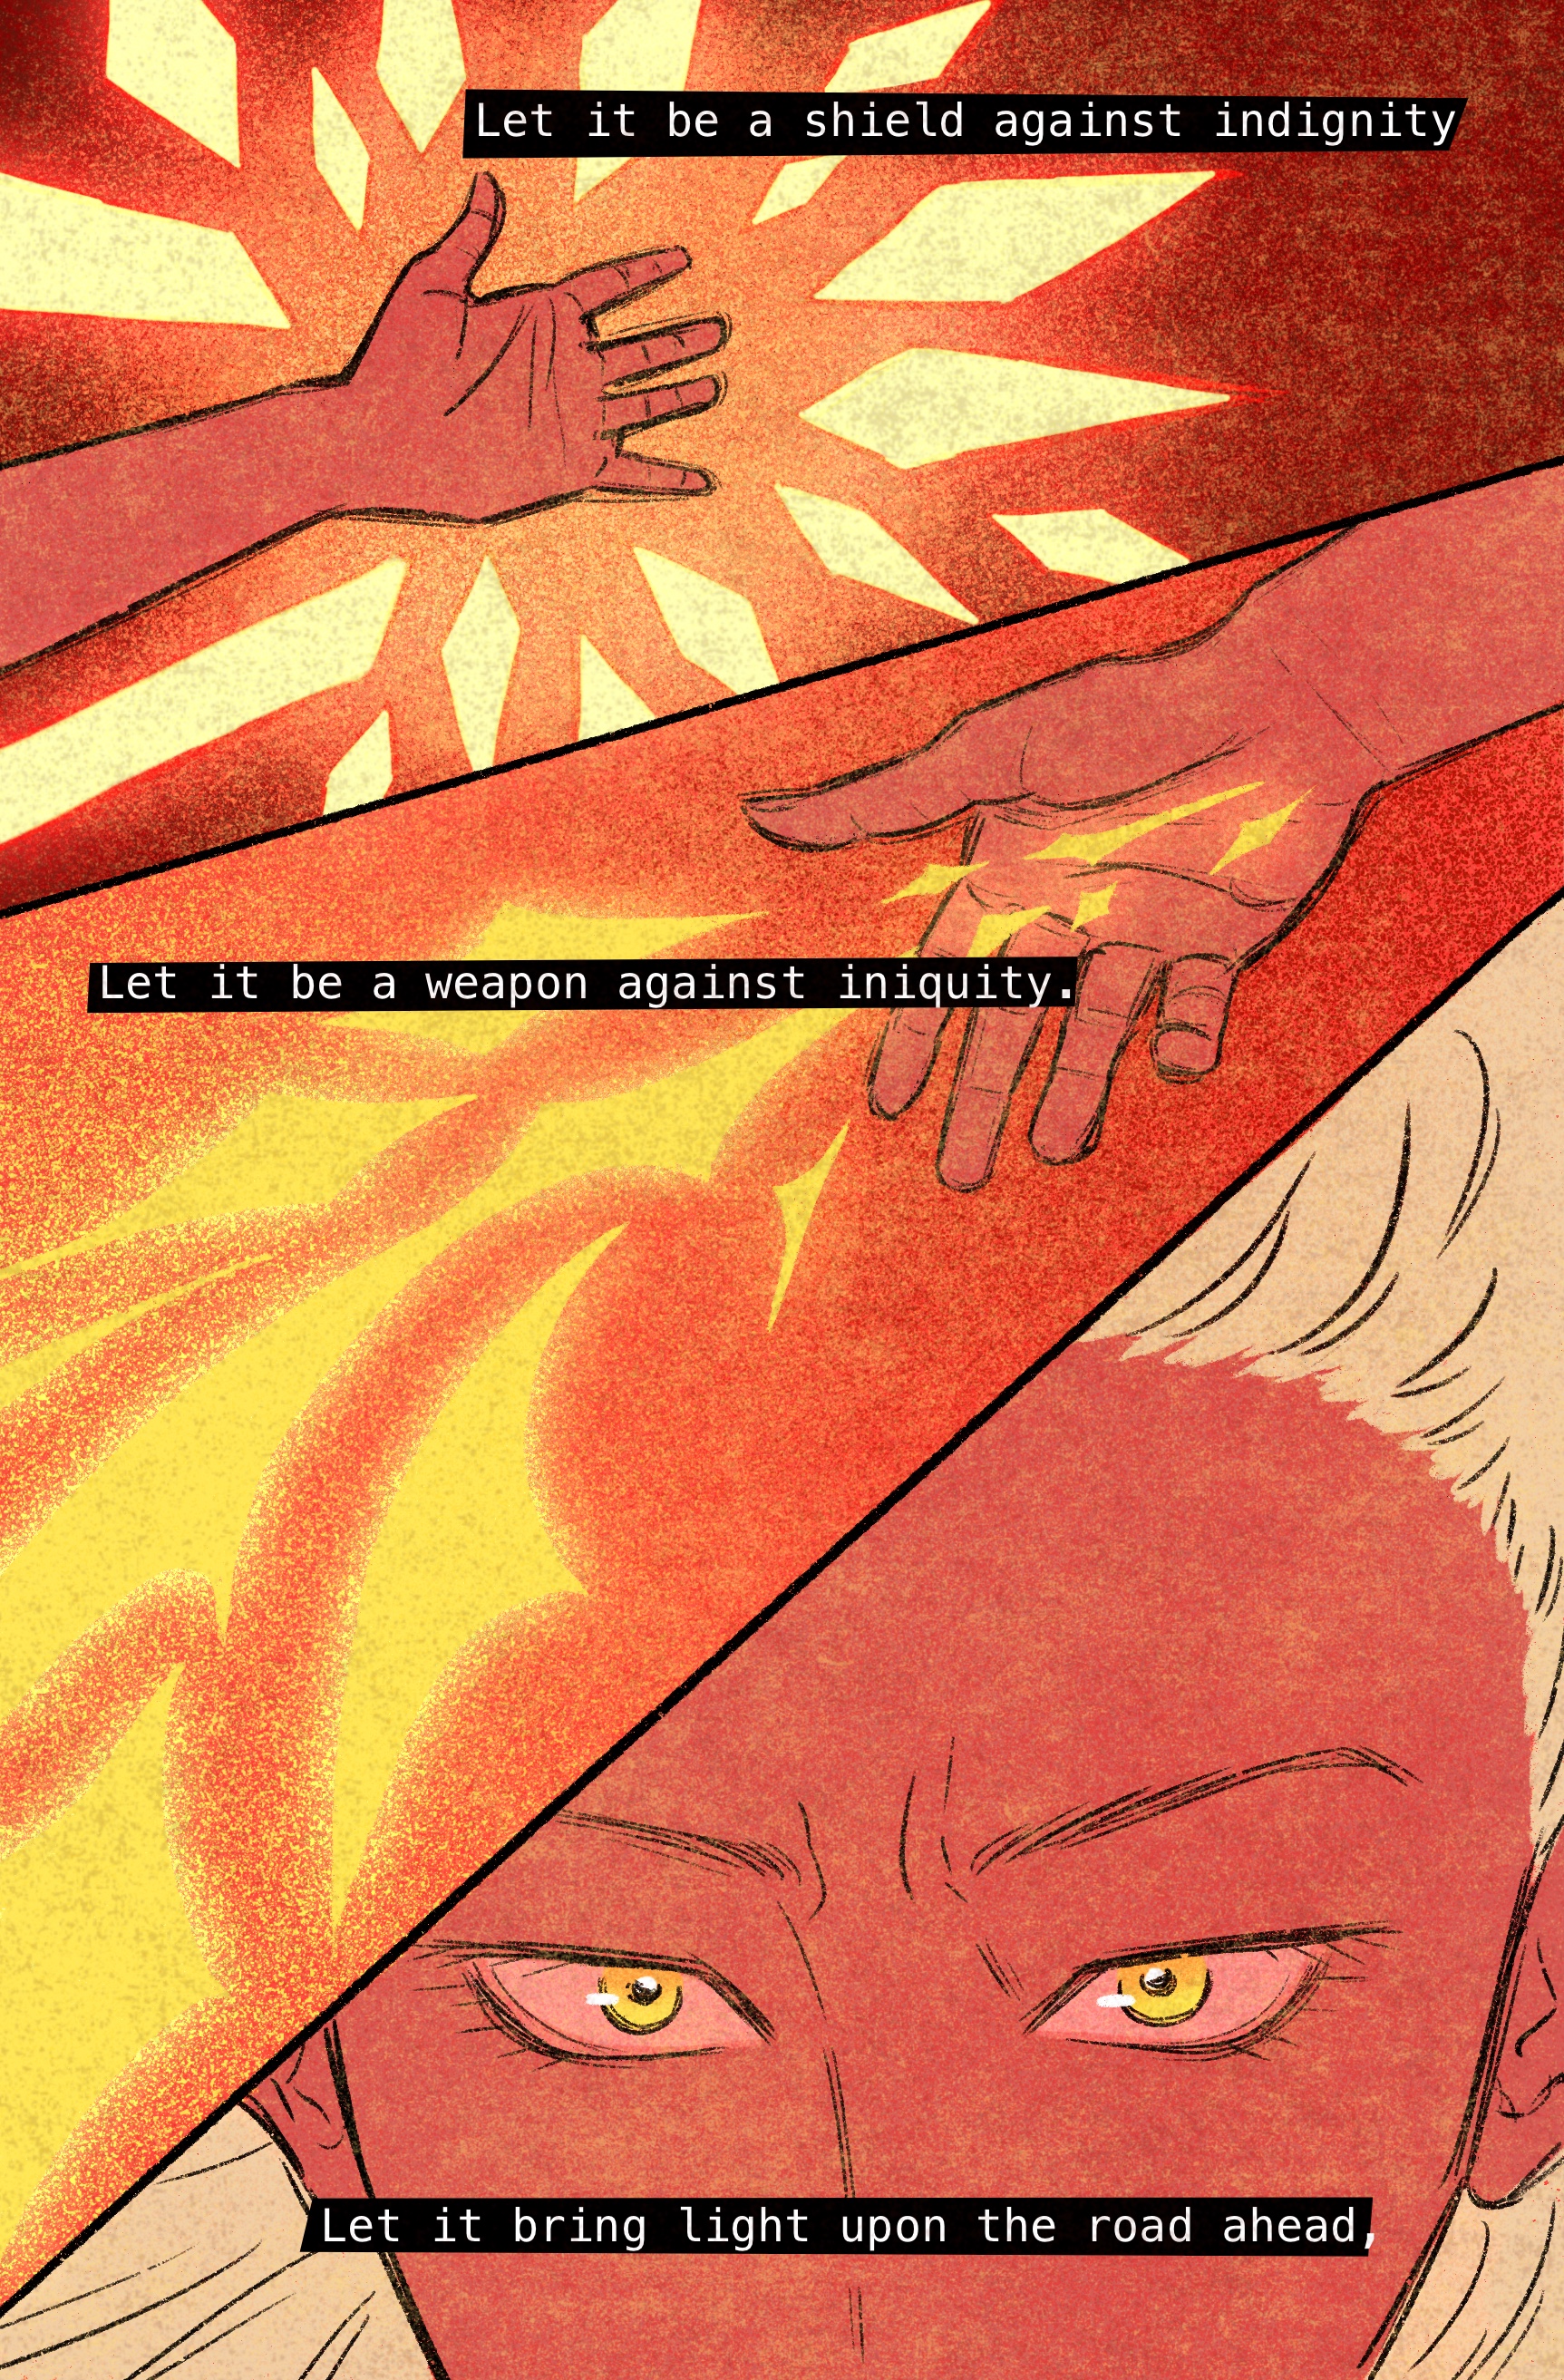 Let it be a shield against indignity
Let it be a weapon against iniquity.
Let it bring light upon the road ahead,